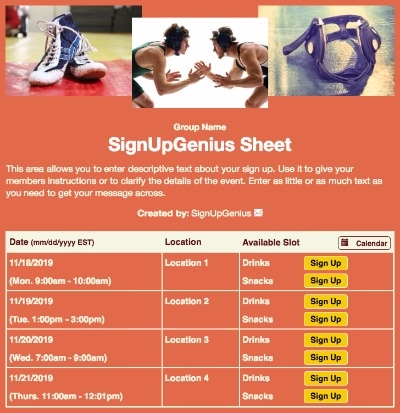 Group Name
SignUpGenius Sheet
This area allows you to enter descriptive text about your sign up. Use it to give your
members instructions or to clarify the details of the event. Enter as little or as much text as
you need to get your message across.
Created by: SignUpGenius
Date (mm/dd/yyyy EST) Location Available Slot Calendar
11/18/2019 Location 1 Drinks Sign Up
(Mon. 9:00am - 10:00am) Snacks Sign Up
11/19/2019 Location 2 Drinks Sign Up
(Tue. 1:00pm - 3:00pm) Snacks Sign Up
11/20/2019 Location 3 Drinks Sign Up
(Wed. 7:00am - 9:00am) Snacks Sign Up
11/21/2019 Location 4 Drinks Sign Up
(Thurs. 11:00am - 12:01pm) Snacks Sign Up